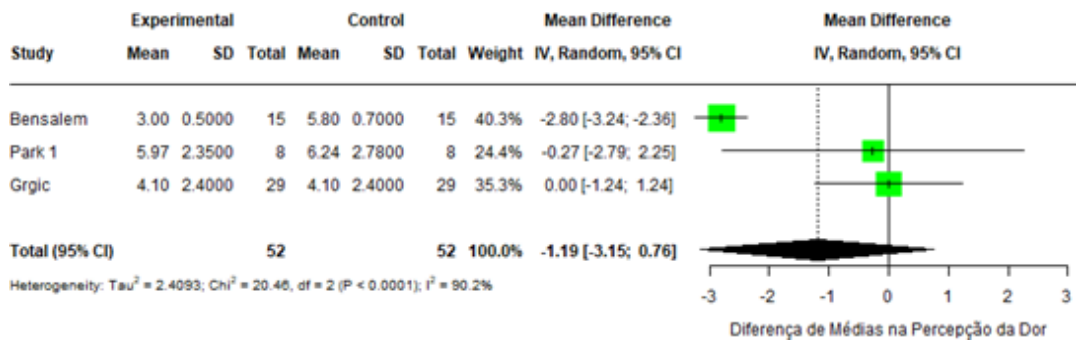 Experimental Control Mean Difference Mean Difference
Study Mean SD Total Mean SD Total Weight IV, Random, 95% CI IV, Random, 95% CI
Bensalem 3.00 0.5000 15 5.80 0.7000 15 40.3% -2.80 [-3.24; -2.36]
Park 1 5.97 2.3500 8 6.24 2.7800 8 24.4% -0.27 [-2.79; 2.25]
Grgic 4.10 2.4000 29 4.10 2.4000 29 35.3% 0.00 [-1.24; 1.24]
Total (95% CI) 52 52 100.0% -1.19 [-3.15; 0.76]
Heterogeneity: Tau² = 2.4093; Chi² = 20.46, df = 2 (P < 0.0001); I² = 90.2%
-3 -2 -1 0 1 2 3
Diferença de Médias na Percepção da Dor